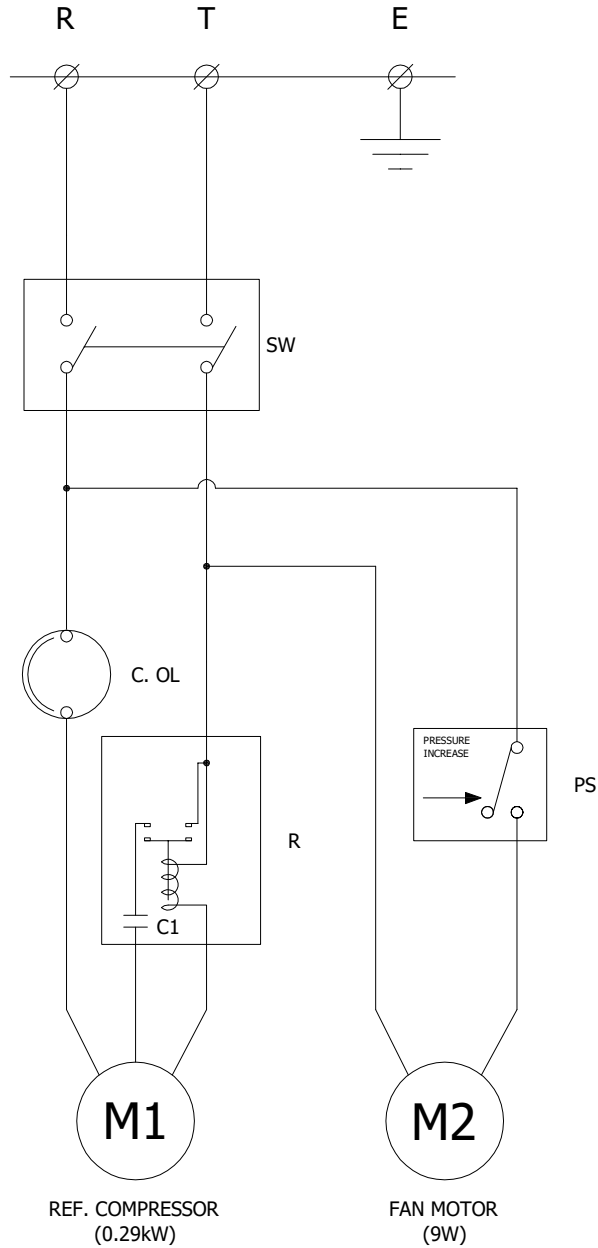 R T E
SW
C. OL
PRESSURE
INCREASE
PS
R
C1
M1 M2
REF. COMPRESSOR FAN MOTOR
(0.29kW) (9W)